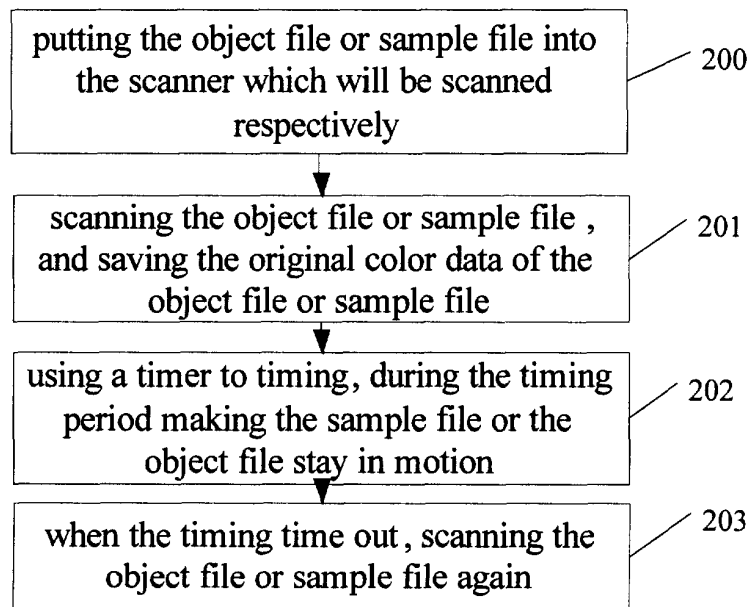 putting the object file or sample file into
the scanner which will be scanned
respectively
200
scanning the object file or sample file ,
and saving the original color data of the
object file or sample file
201
using a timer to timing, during the timing
period making the sample file or the
object file stay in motion
202
when the timing time out, scanning the
object file or sample file again
203